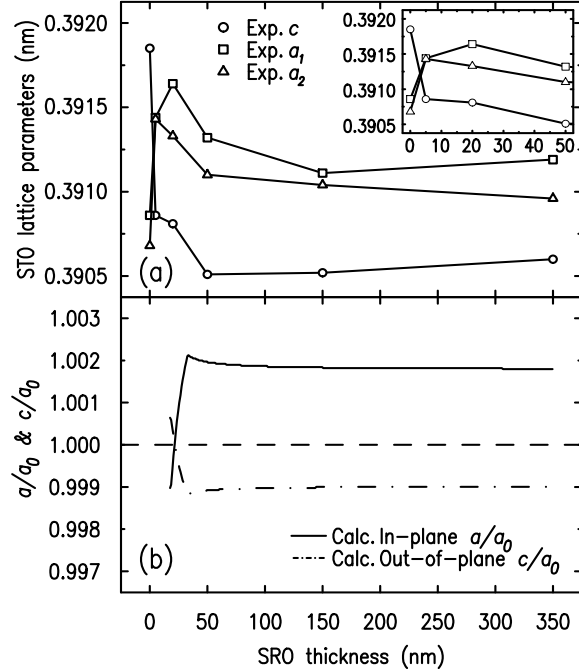 0.3920
0.3915
0.3910
0.3905
STO lattice parameters (nm)
Exp. c
Exp. a1
Exp. a2
(a)
0.3920
0.3915
0.3910
0.3905
0 10 20 30 40 50
1.003
1.002
1.001
1.000
0.999
0.998
0.997
a/a0 & c/a0
Calc. In-plane a/a0
Calc. Out-of-plane c/a0
(b)
0 50 100 150 200 250 300 350
SRO thickness (nm)